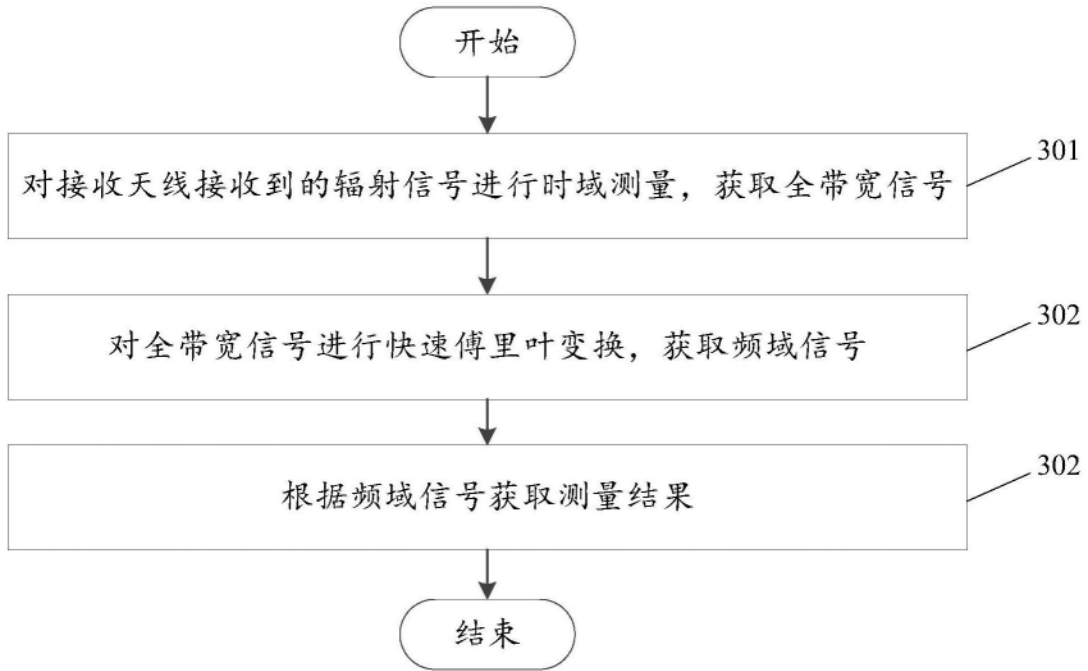 开始
对接收天线接收到的辐射信号进行时域测量，获取全带宽信号
301
对全带宽信号进行快速傅里叶变换，获取频域信号
302
根据频域信号获取测量结果
302
结束